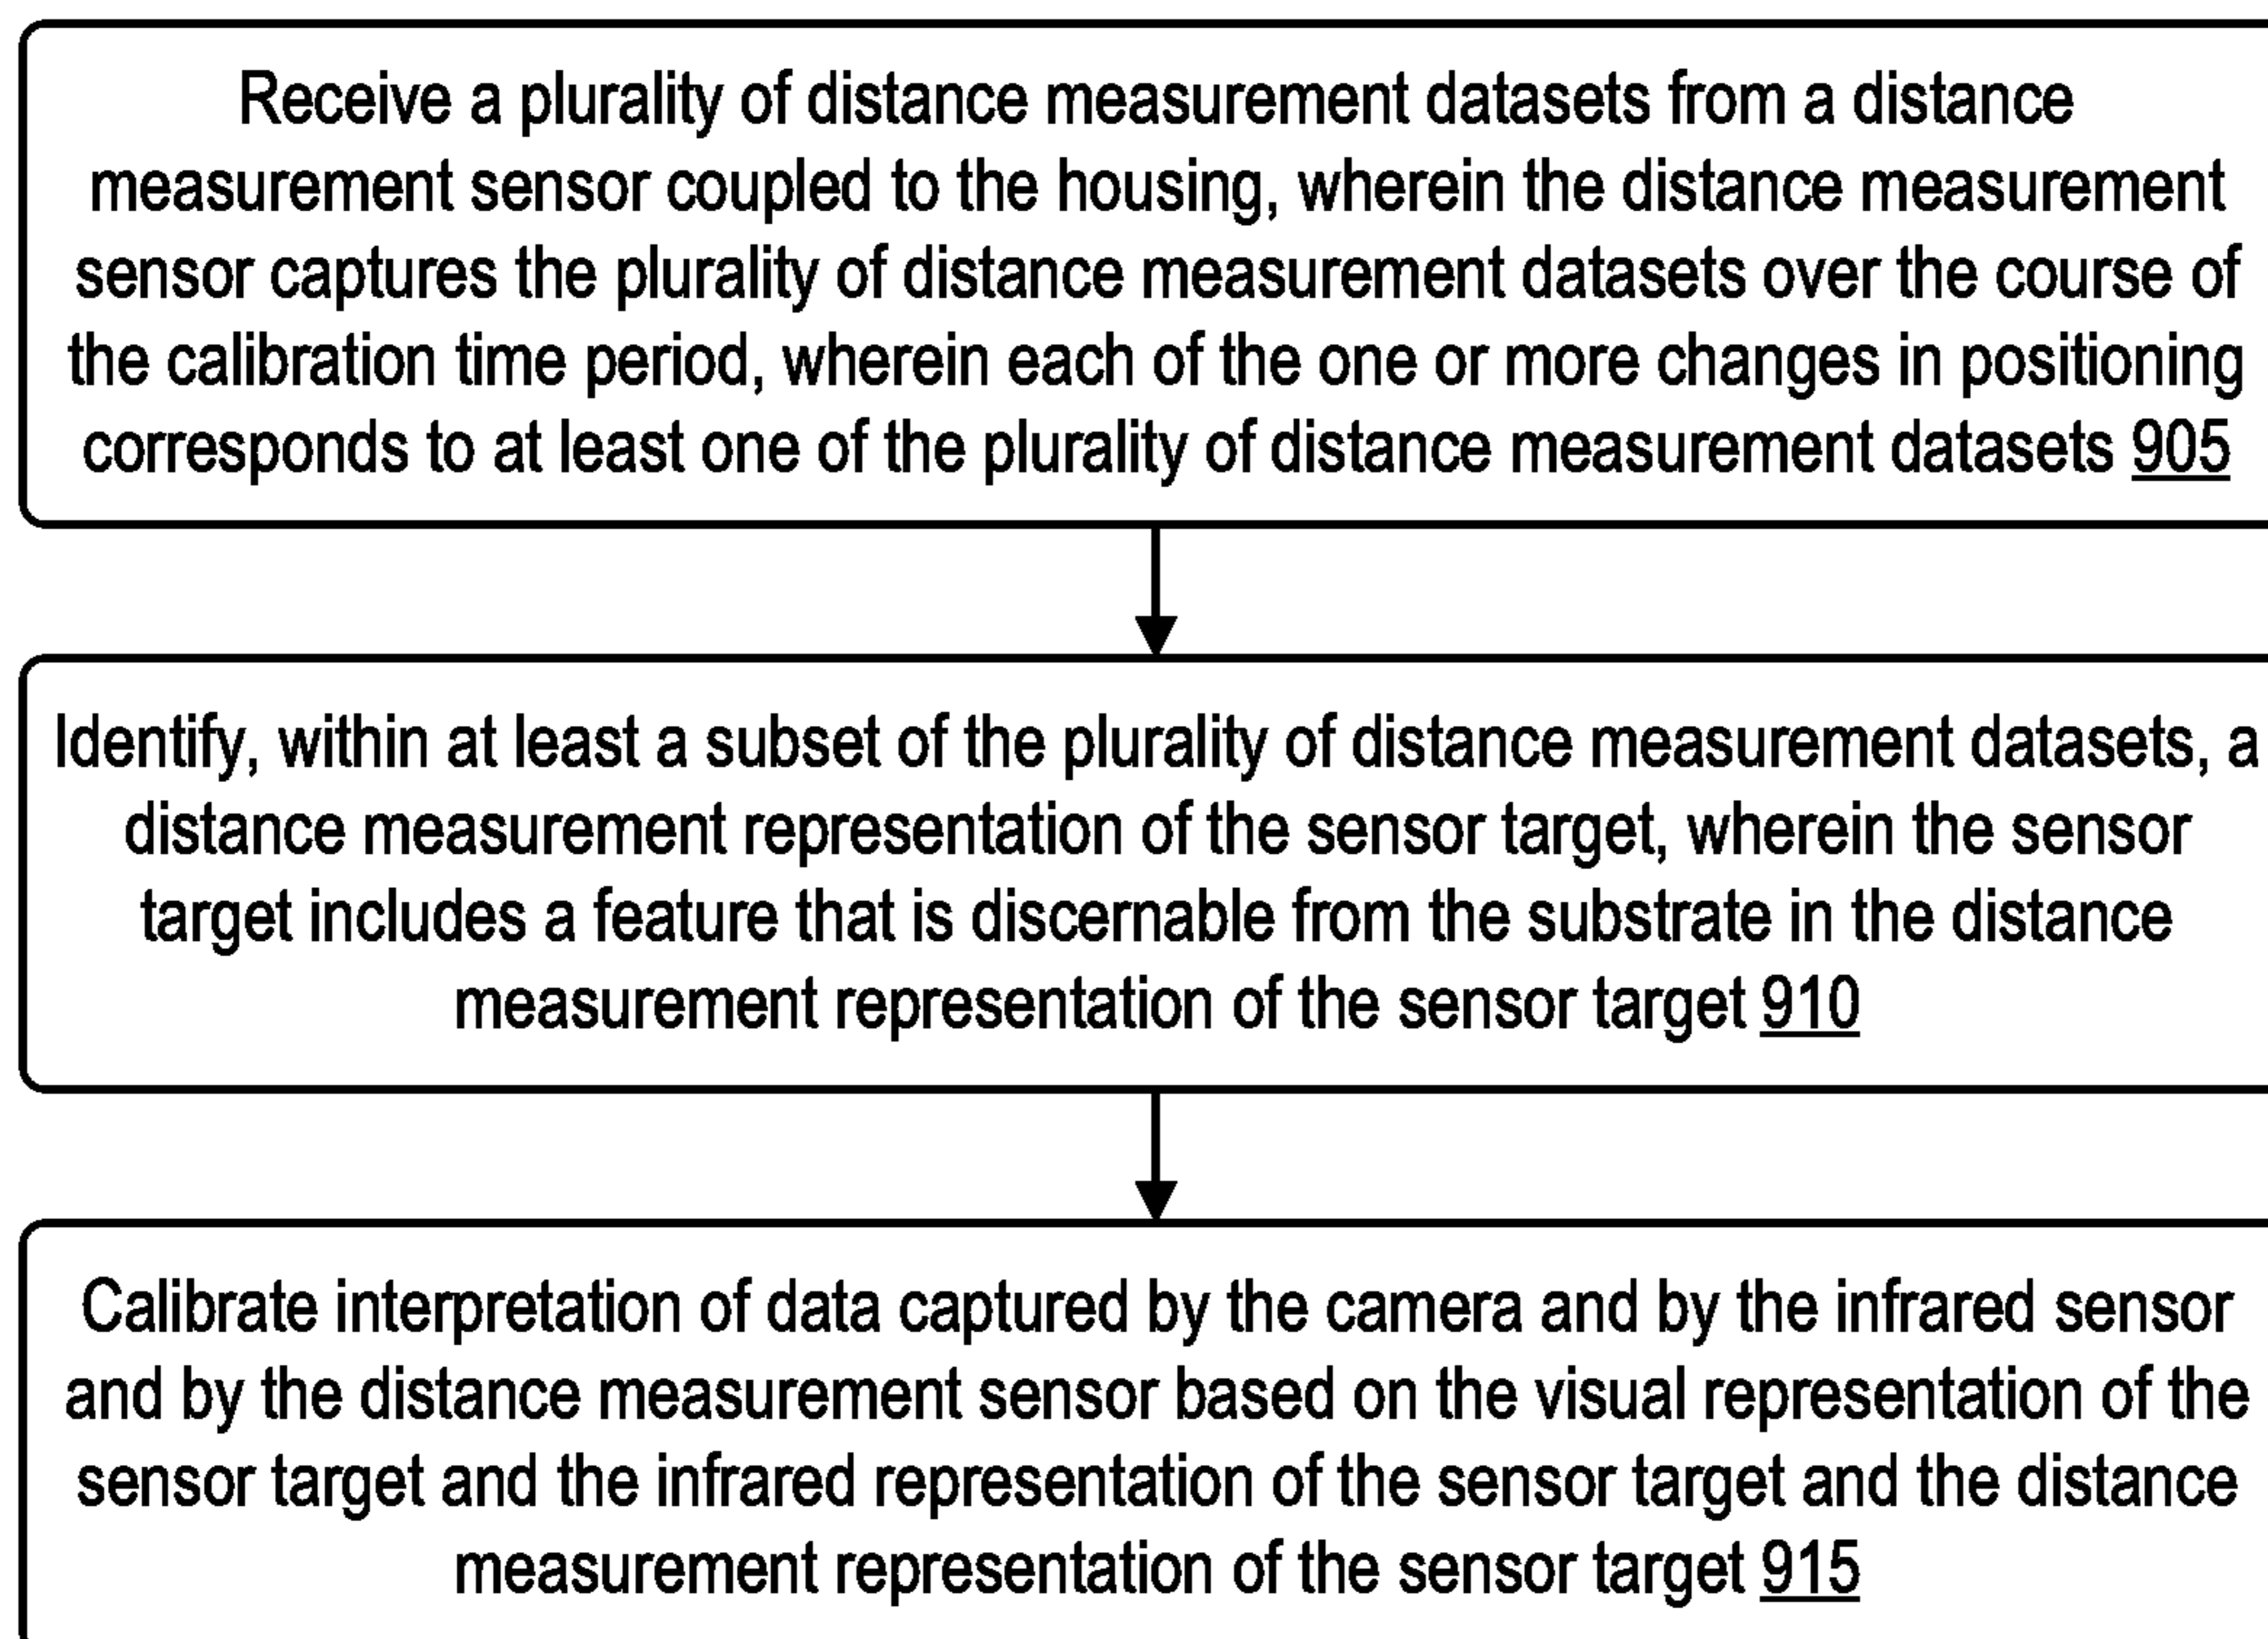 Receive a plurality of distance measurement datasets from a distance
measurement sensor coupled to the housing, wherein the distance measurement
sensor captures the plurality of distance measurement datasets over the course of
the calibration time period, wherein each of the one or more changes in positioning
corresponds to at least one of the plurality of distance measurement datasets 905
Identify, within at least a subset of the plurality of distance measurement datasets, a
distance measurement representation of the sensor target, wherein the sensor
target includes a feature that is discernable from the substrate in the distance
measurement representation of the sensor target 910
Calibrate interpretation of data captured by the camera and by the infrared sensor
and by the distance measurement sensor based on the visual representation of the
sensor target and the infrared representation of the sensor target and the distance
measurement representation of the sensor target 915